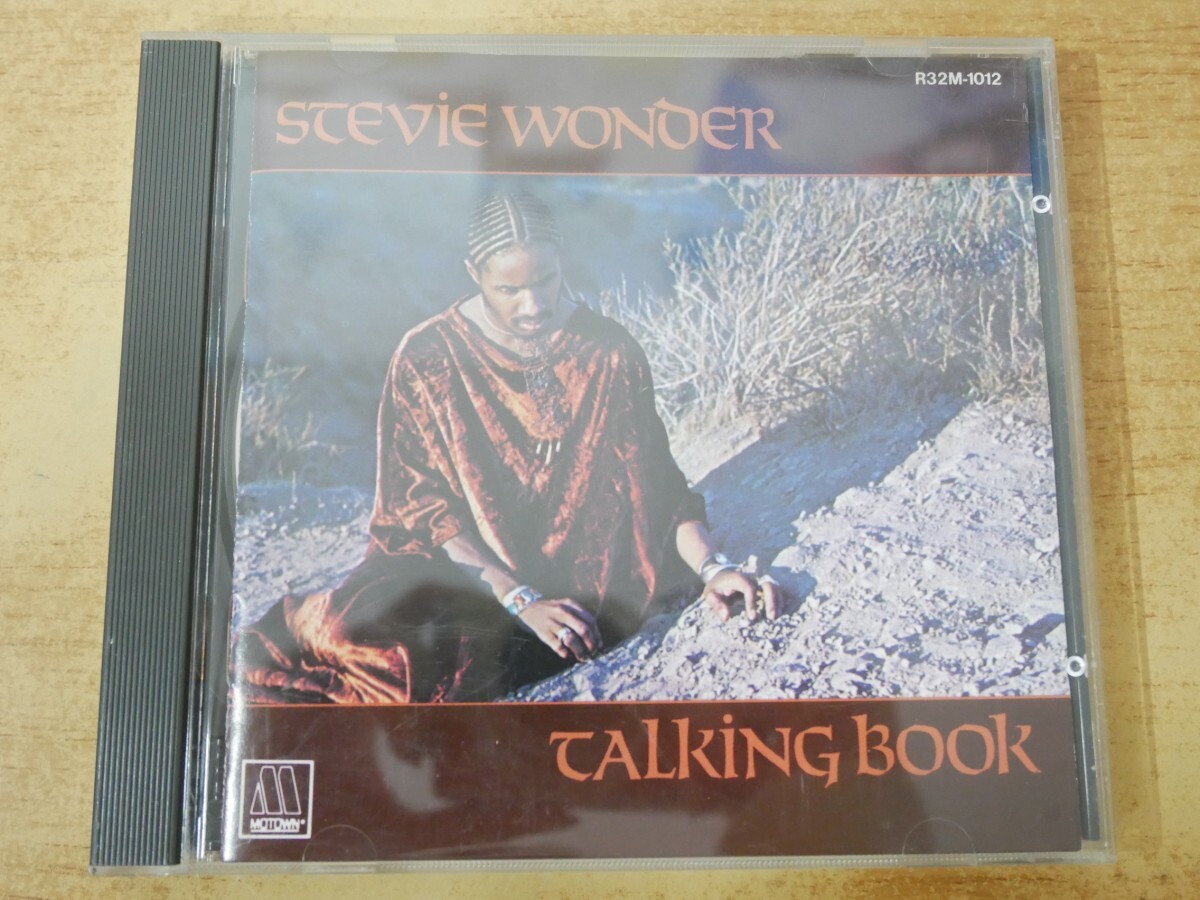 R32M-1012
STEVIE WONDER
TALKING BOOK
MOTOWN®